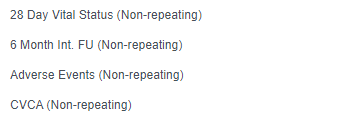 28 Day Vital Status (Non-repeating)
6 Month Int. FU (Non-repeating)
Adverse Events (Non-repeating)
CVCA (Non-repeating)